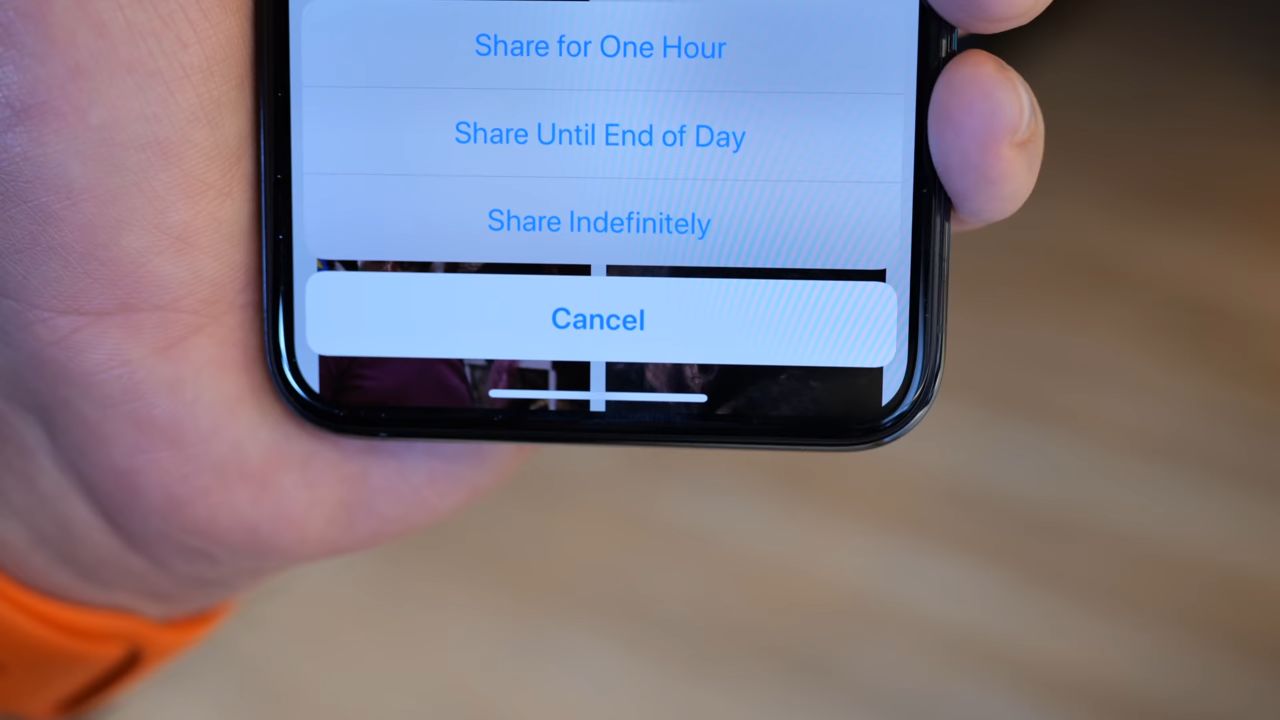 Share for One Hour
Share Until End of Day
Share Indefinitely
Cancel